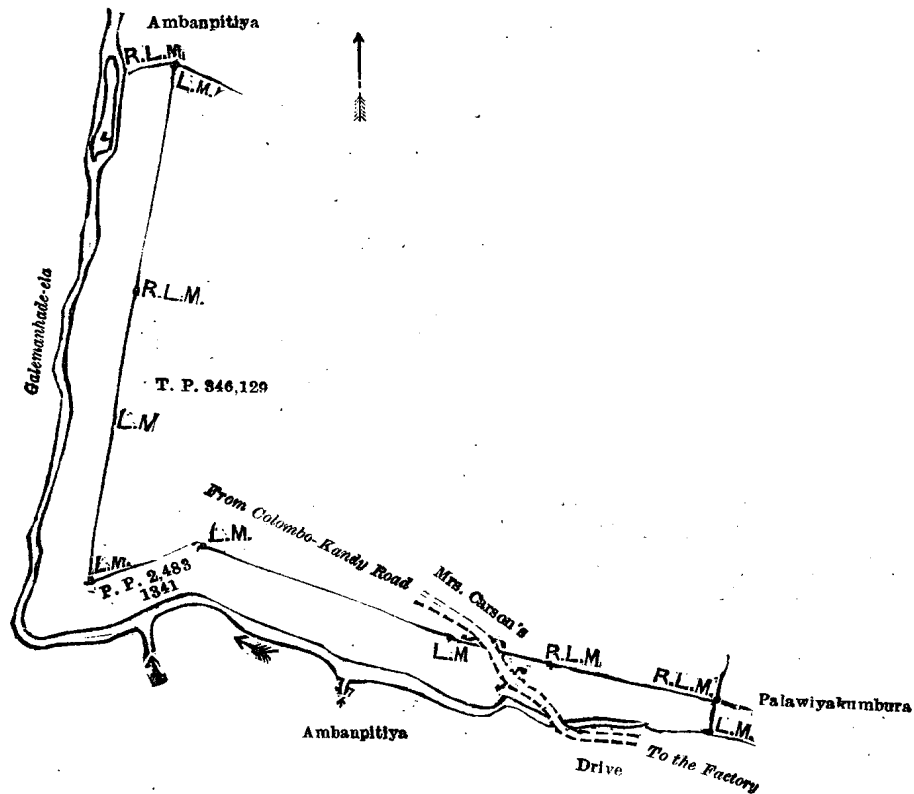 Ambanpitiya
R.L.M.
L.M.
Galemanhade-ela
R.L.M.
T. P. 346,129
L.M
From Colombo-Kandy Road
L.M.
L.M.
P. P. 2,483
1341
Mrs. Carson's
L.M
R.L.M
R.L.M.
Palawiyakumbura
L.M.
Ambanpitiya
To the Factory
Drive